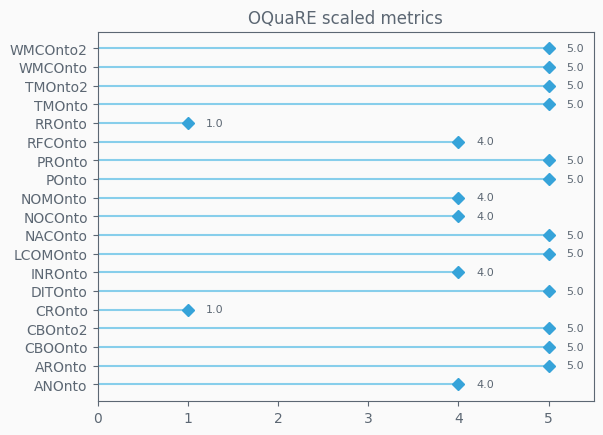 OQuaRE scaled metrics
WMCOnto2 5.0
WMCOnto 5.0
TMOnto2 5.0
TMOnto 5.0
RROnto 1.0
RFCOnto 4.0
PROnto 5.0
POnto 5.0
NOMOnto 4.0
NOCOnto 4.0
NACOnto 5.0
LCOMOnto 5.0
INROnto 4.0
DITOnto 5.0
CROnto 1.0
CBOnto2 5.0
CBOOnto 5.0
AROnto 5.0
ANOnto 4.0
0 1 2 3 4 5